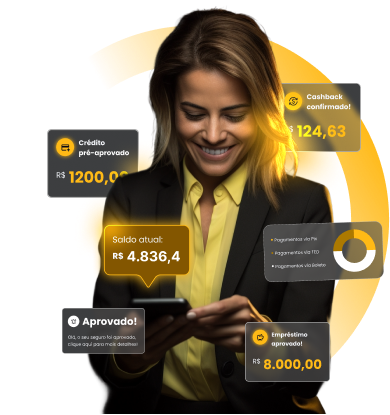 Cashback
confirmado!
124,63
Crédito
pré-aprovado
R$ 1200,00
Saldo atual:
R$ 4.836,4
Pagamentos via Pix
Pagamentos via TED
Pagamentos via Boleto
Aprovado!
Olá, o seu seguro foi aprovado,
clique aqui para mais detalhes!
Empréstimo
aprovado!
R$ 8.000,00